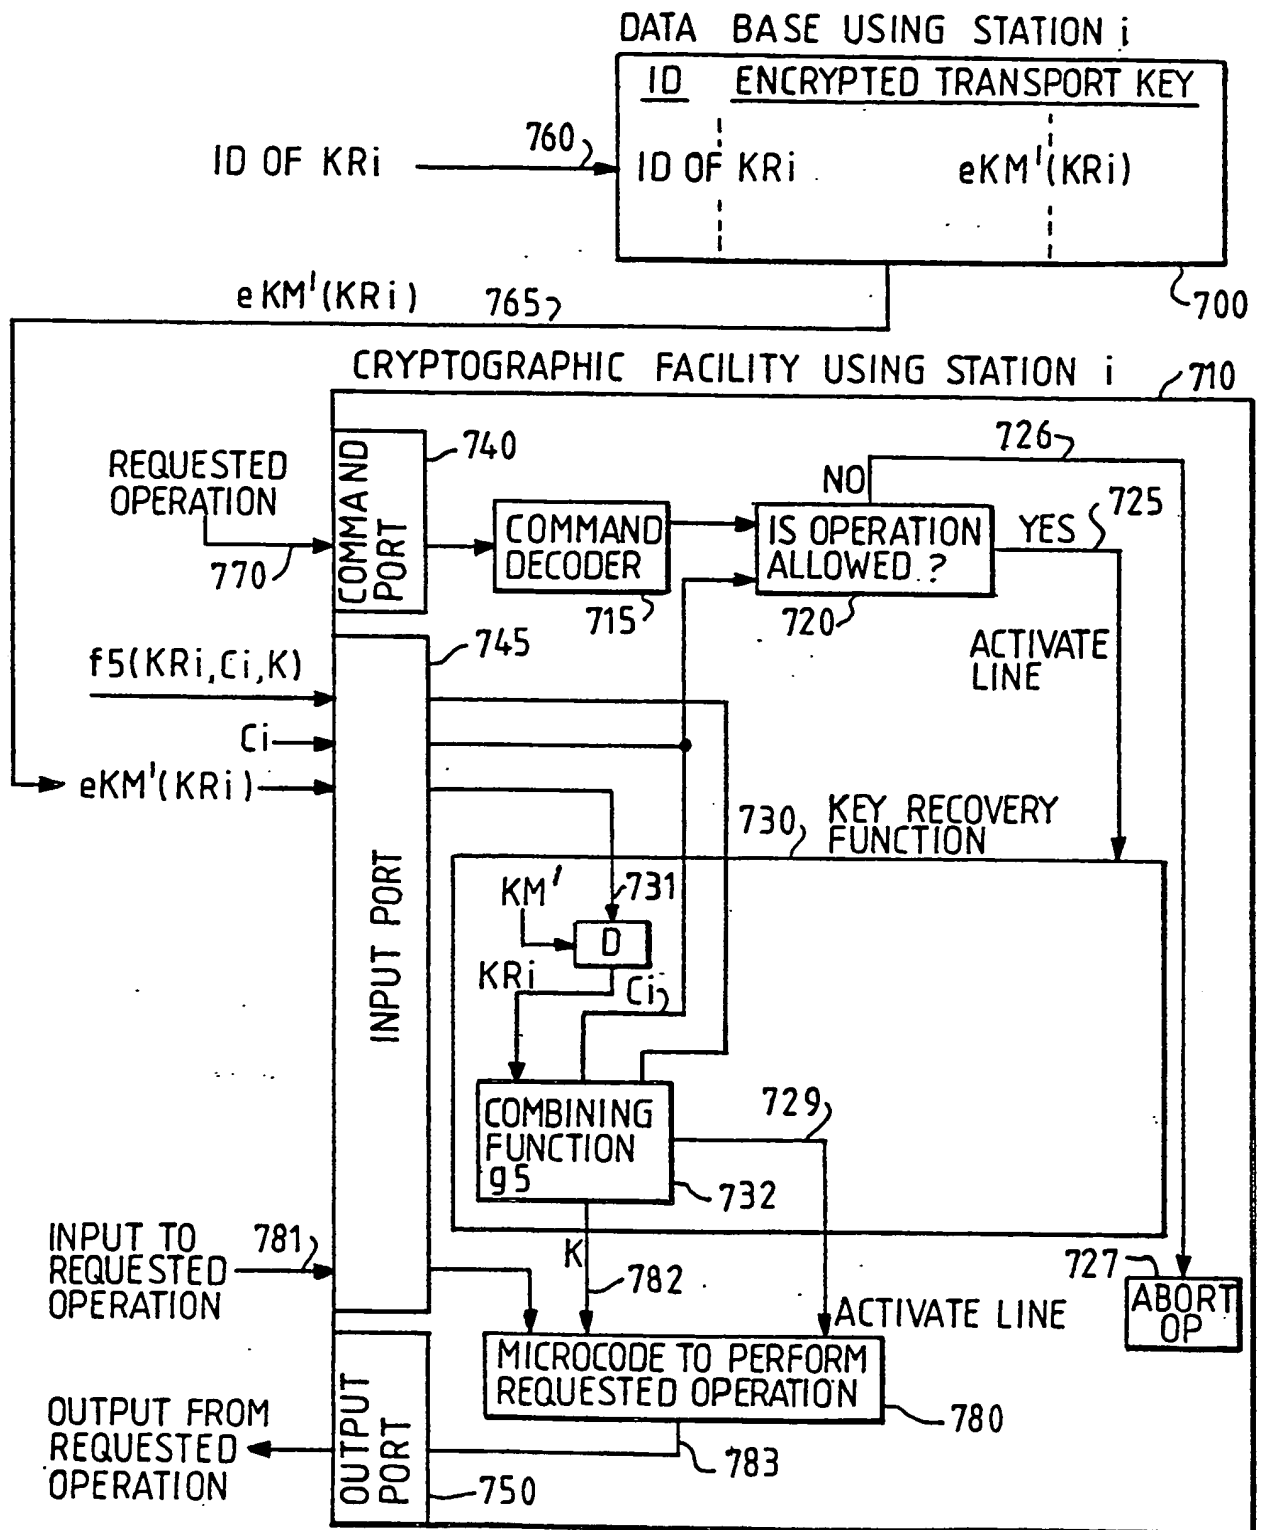 DATA BASE USING STATION i
ID ENCRYPTED TRANSPORT KEY
760
ID OF KRi
ID OF KRi eKM'(KRi)
eKM'(KRi) 765
700
CRYPTOGRAPHIC FACILITY USING STATION i
710
REQUESTED
OPERATION
770
COMMAND
PORT
740
COMMAND
DECODER
715
IS OPERATION
ALLOWED ?
720
NO
726
YES
725
ACTIVATE
LINE
745
f5(KRi,Ci,K)
Ci
eKM'(KRi)
INPUT PORT
730
KEY RECOVERY
FUNCTION
KM'
731
D
KRi
Ci
COMBINING
FUNCTION
g5
732
729
INPUT TO
REQUESTED
OPERATION
781
K
782
727
ABORT
OP
ACTIVATE LINE
MICROCODE TO PERFORM
REQUESTED OPERATION
780
OUTPUT FROM
REQUESTED
OPERATION
OUTPUT
PORT
783
750